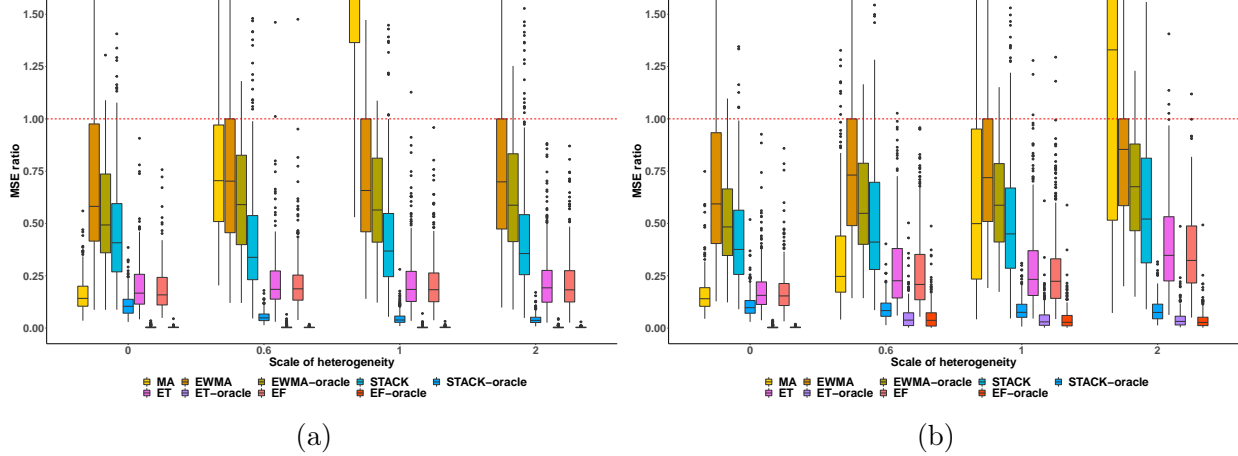 1.50
1.25
1.00
0.75
0.50
0.25
0.00
MSE ratio
0 0.6 1 2
Scale of heterogeneity
MA EWMA EWMA−oracle STACK STACK−oracle
ET ET−oracle EF EF−oracle
(a)
1.50
1.25
1.00
0.75
0.50
0.25
0.00
MSE ratio
0 0.6 1 2
Scale of heterogeneity
MA EWMA EWMA−oracle STACK STACK−oracle
ET ET−oracle EF EF−oracle
(b)